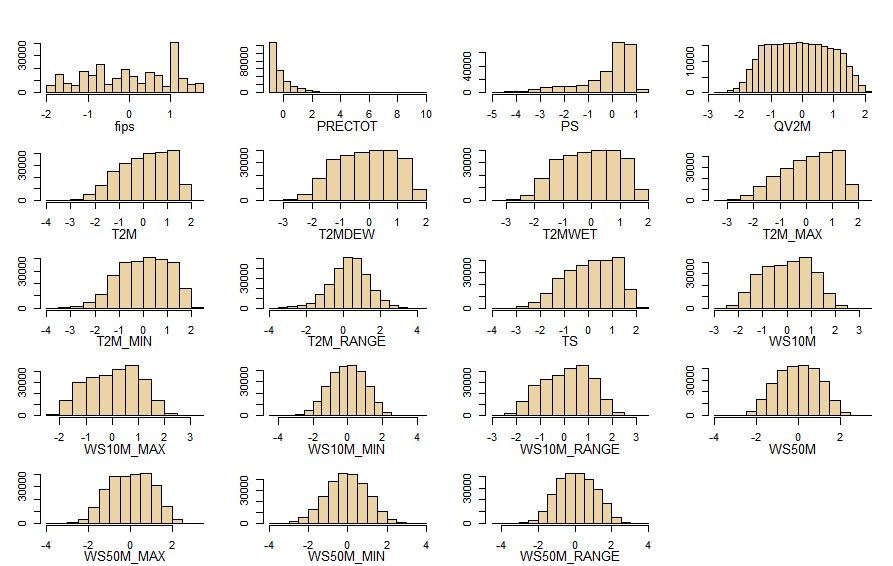 0 30000
-2 -1 0 1
fips
0 80000
0 2 4 6 8 10
PRECTOT
0 40000
-5 -4 -3 -2 -1 0 1
PS
0 10000
-3 -2 -1 0 1 2
QV2M
0 30000
-4 -3 -2 -1 0 1 2
T2M
0 30000
-3 -2 -1 0 1 2
T2MDEW
0 30000
-3 -2 -1 0 1 2
T2MWET
0 30000
-3 -2 -1 0 1 2
T2M_MAX
0 30000
-4 -3 -2 -1 0 1 2
T2M_MIN
0 30000
-4 -2 0 2 4
T2M_RANGE
0 30000
-4 -3 -2 -1 0 1 2
TS
0 30000
-3 -2 -1 0 1 2 3
WS10M
0 30000
-2 -1 0 1 2 3
WS10M_MAX
0 30000
-4 -2 0 2 4
WS10M_MIN
0 30000
-3 -2 -1 0 1 2 3
WS10M_RANGE
0 30000
-4 -2 0 2
WS50M
0 30000
-4 -2 0 2
WS50M_MAX
0 30000
-4 -2 0 2 4
WS50M_MIN
0 30000
-4 -2 0 2 4
WS50M_RANGE